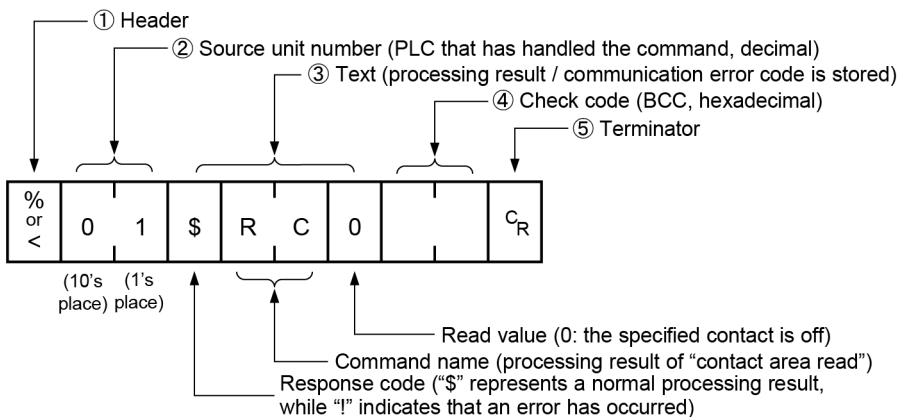 ① Header
② Source unit number (PLC that has handled the command, decimal)
③ Text (processing result / communication error code is stored)
④ Check code (BCC, hexadecimal)
⑤ Terminator
%
or
<
0 1 $ R C 0 CR
(10's place) (1's place)
Read value (0: the specified contact is off)
Command name (processing result of “contact area read”)
Response code (“$” represents a normal processing result,
while “!” indicates that an error has occurred)